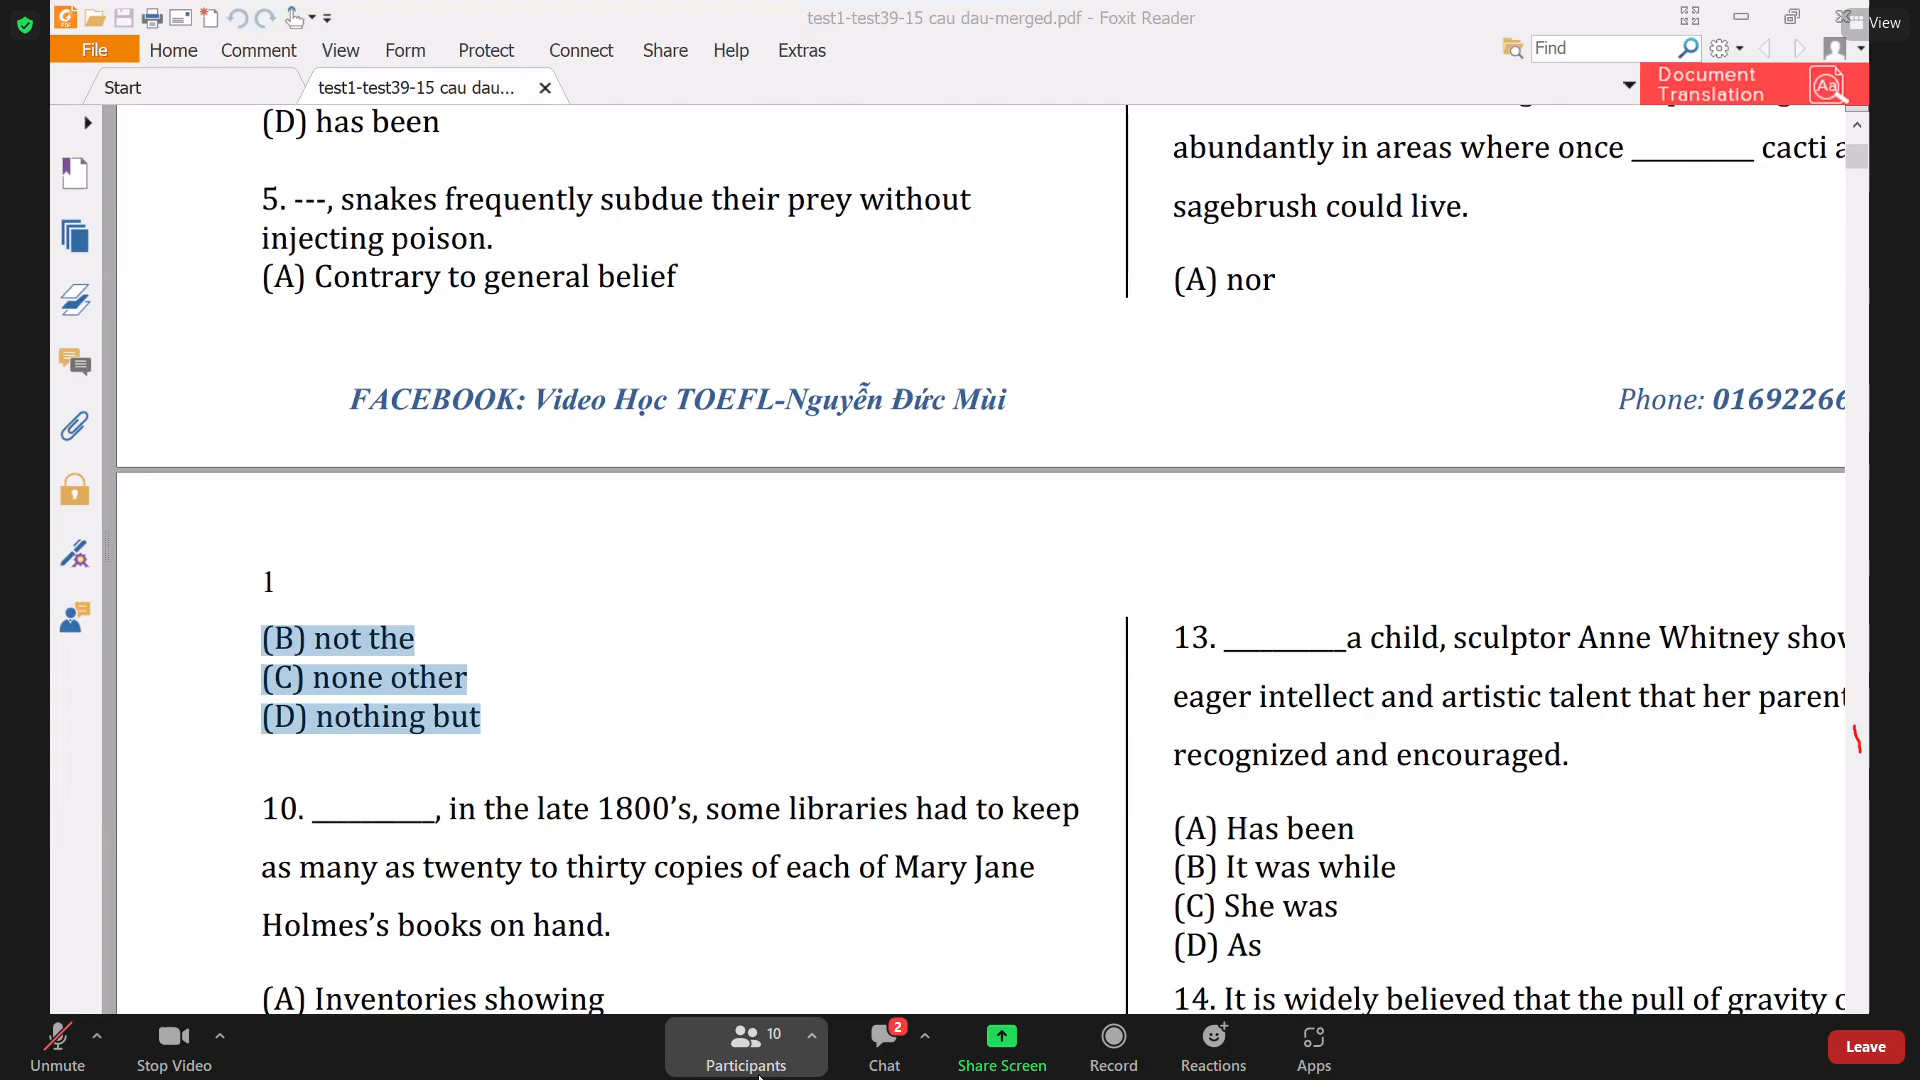 test1-test39-15 cau dau-merged.pdf - Foxit Reader
View
File Home Comment View Form Protect Connect Share Help Extras
Find
Start
test1-test39-15 cau dau...
Document
Translation
(D) has been
5. ---, snakes frequently subdue their prey without
injecting poison.
(A) Contrary to general belief
abundantly in areas where once __________ cacti a
sagebrush could live.
(A) nor
FACEBOOK: Video Học TOEFL-Nguyễn Đức Mùi
Phone: 01692266
1
(B) not the
(C) none other
(D) nothing but
10. __________, in the late 1800’s, some libraries had to keep
as many as twenty to thirty copies of each of Mary Jane
Holmes’s books on hand.
(A) Inventories showing
13. __________a child, sculptor Anne Whitney show
eager intellect and artistic talent that her parent
recognized and encouraged.
(A) Has been
(B) It was while
(C) She was
(D) As
14. It is widely believed that the pull of gravity o
Unmute
Stop Video
10
Participants
2
Chat
Share Screen
Record
Reactions
Apps
Leave